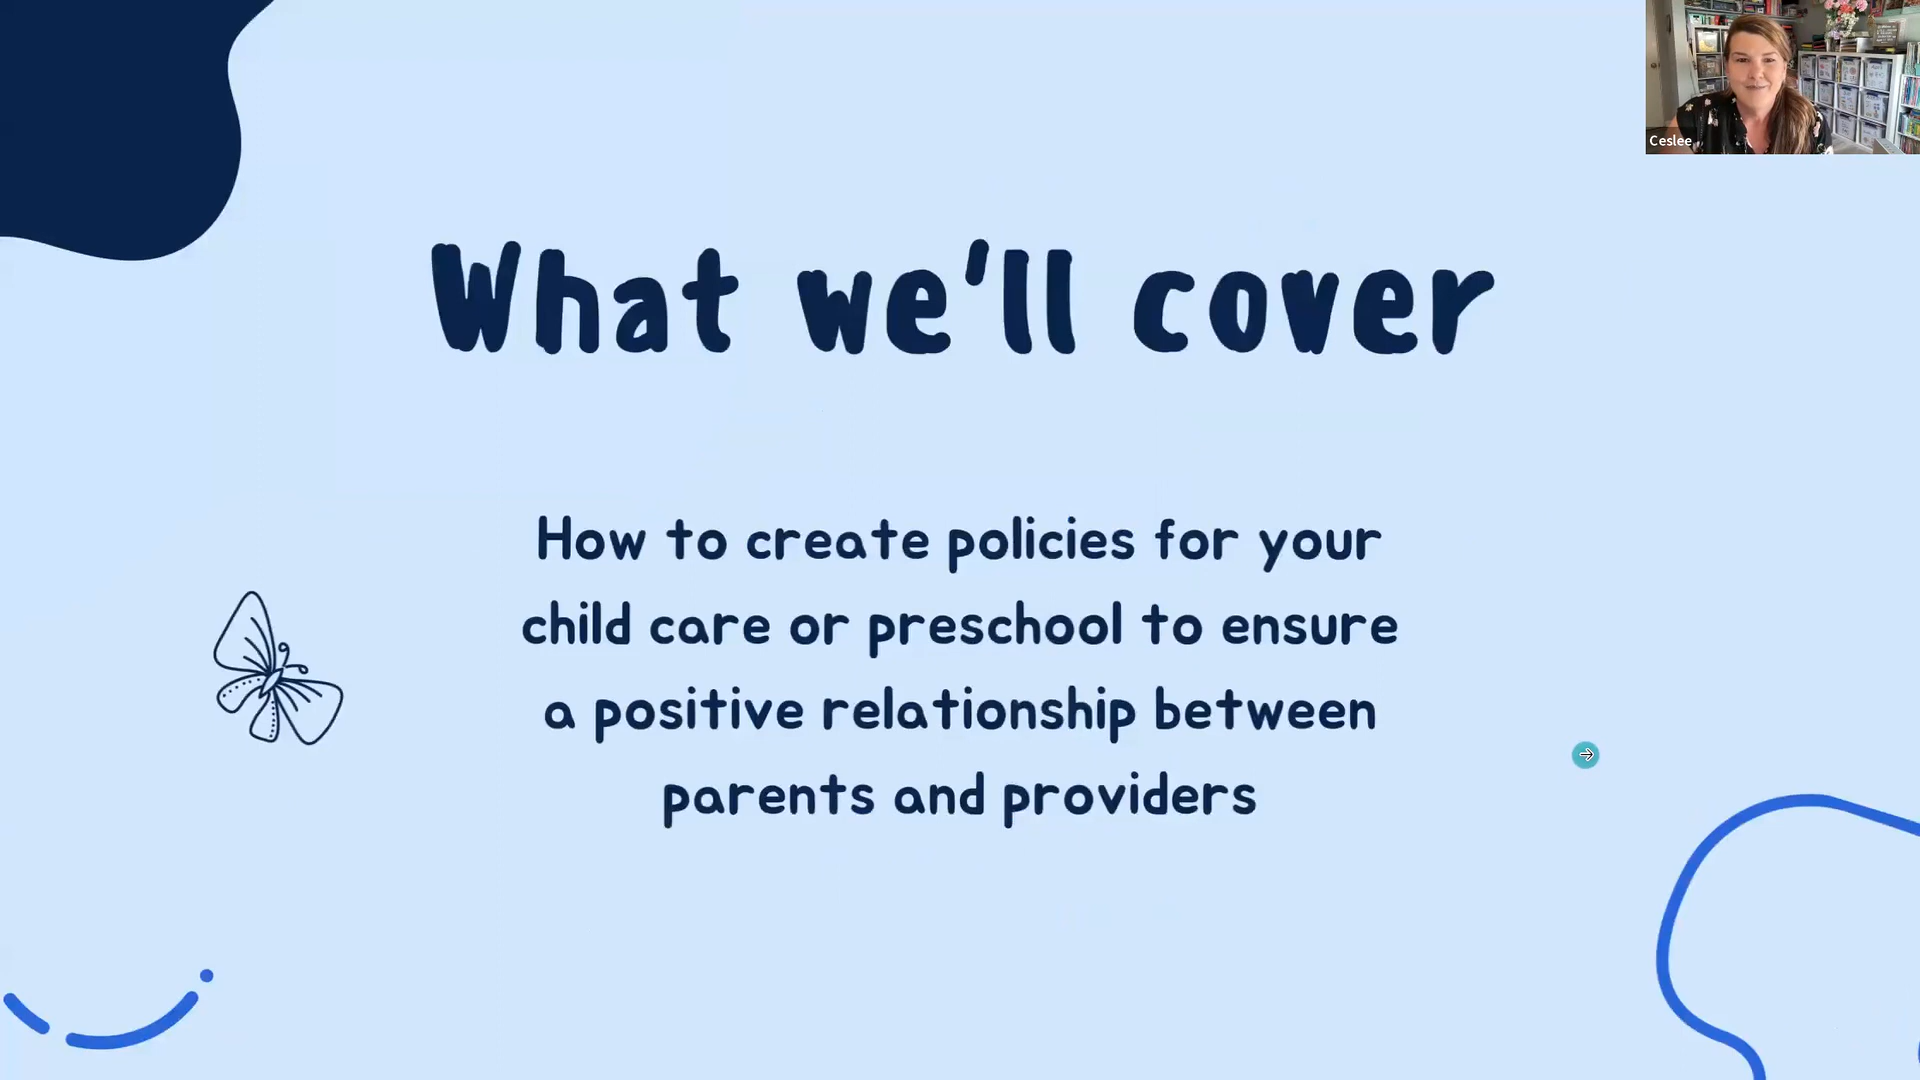 Ceslee
What we'll cover
How to create policies for your
child care or preschool to ensure
a positive relationship between
parents and providers